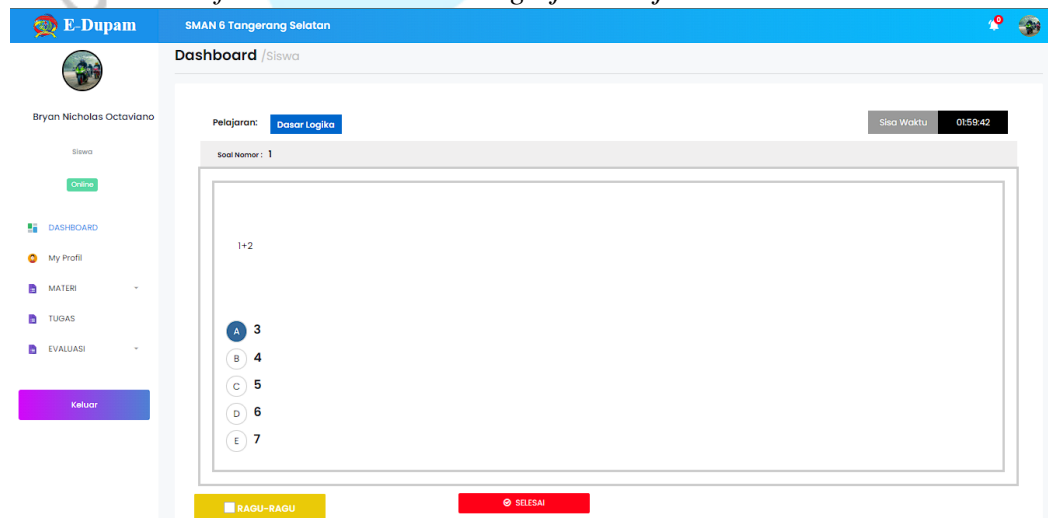 E-Dupam
SMAN 6 Tangerang Selatan
0
Dashboard /Siswa
Bryan Nicholas Octaviano
Siswa
Online
DASHBOARD
My Profil
MATERI
TUGAS
EVALUASI
Keluar
Pelajaran: Dasar Logika
Sisa Waktu 01:59:42
Soal Nomor : 1
1+2
A 3
B 4
C 5
D 6
E 7
RAGU-RAGU
SELESAI